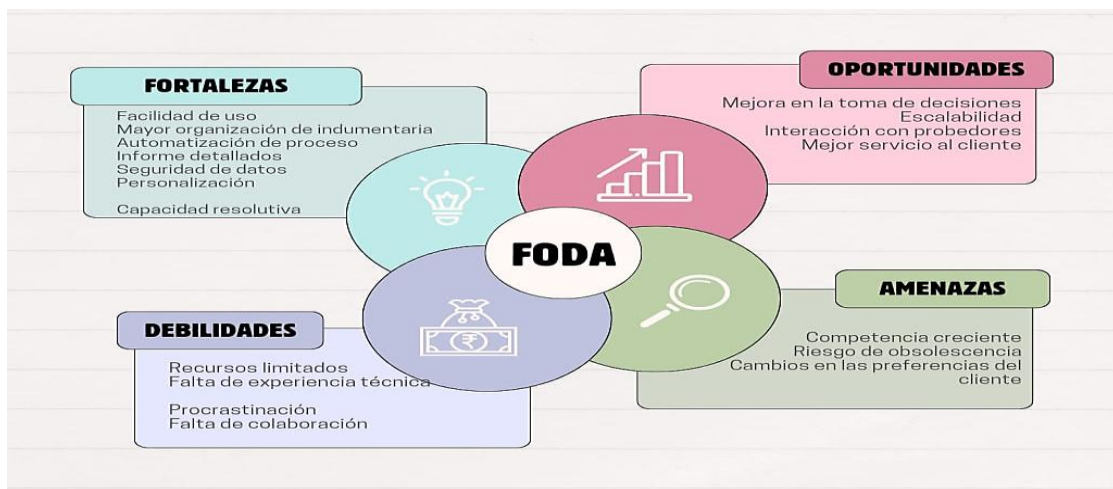 FORTALEZAS
Facilidad de uso
Mayor organización de indumentaria
Automatización de proceso
Informe detallados
Seguridad de datos
Personalización
Capacidad resolutiva
OPORTUNIDADES
Mejora en la toma de decisiones
Escalabilidad
Interacción con probedores
Mejor servicio al cliente
FODA
DEBILIDADES
Recursos limitados
Falta de experiencia técnica
Procrastinación
Falta de colaboración
₹
AMENAZAS
Competencia creciente
Riesgo de obsolescencia
Cambios en las preferencias del
cliente